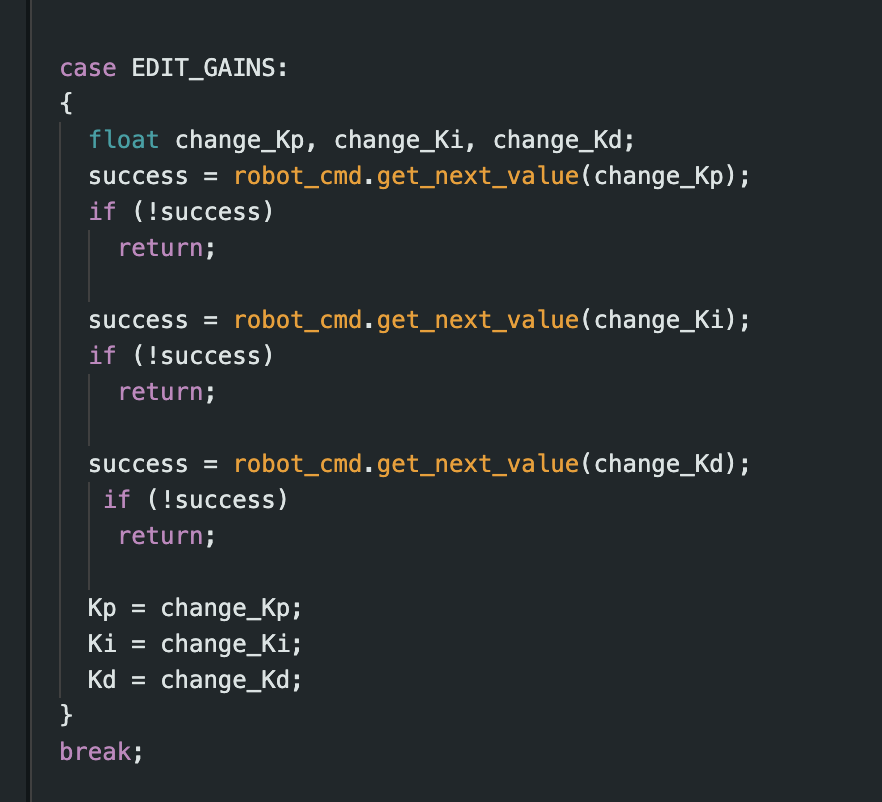 case EDIT_GAINS:
{
  float change_Kp, change_Ki, change_Kd;
  success = robot_cmd.get_next_value(change_Kp);
  if (!success)
    return;

  success = robot_cmd.get_next_value(change_Ki);
  if (!success)
    return;

  success = robot_cmd.get_next_value(change_Kd);
   if (!success)
    return;

  Kp = change_Kp;
  Ki = change_Ki;
  Kd = change_Kd;
}
break;